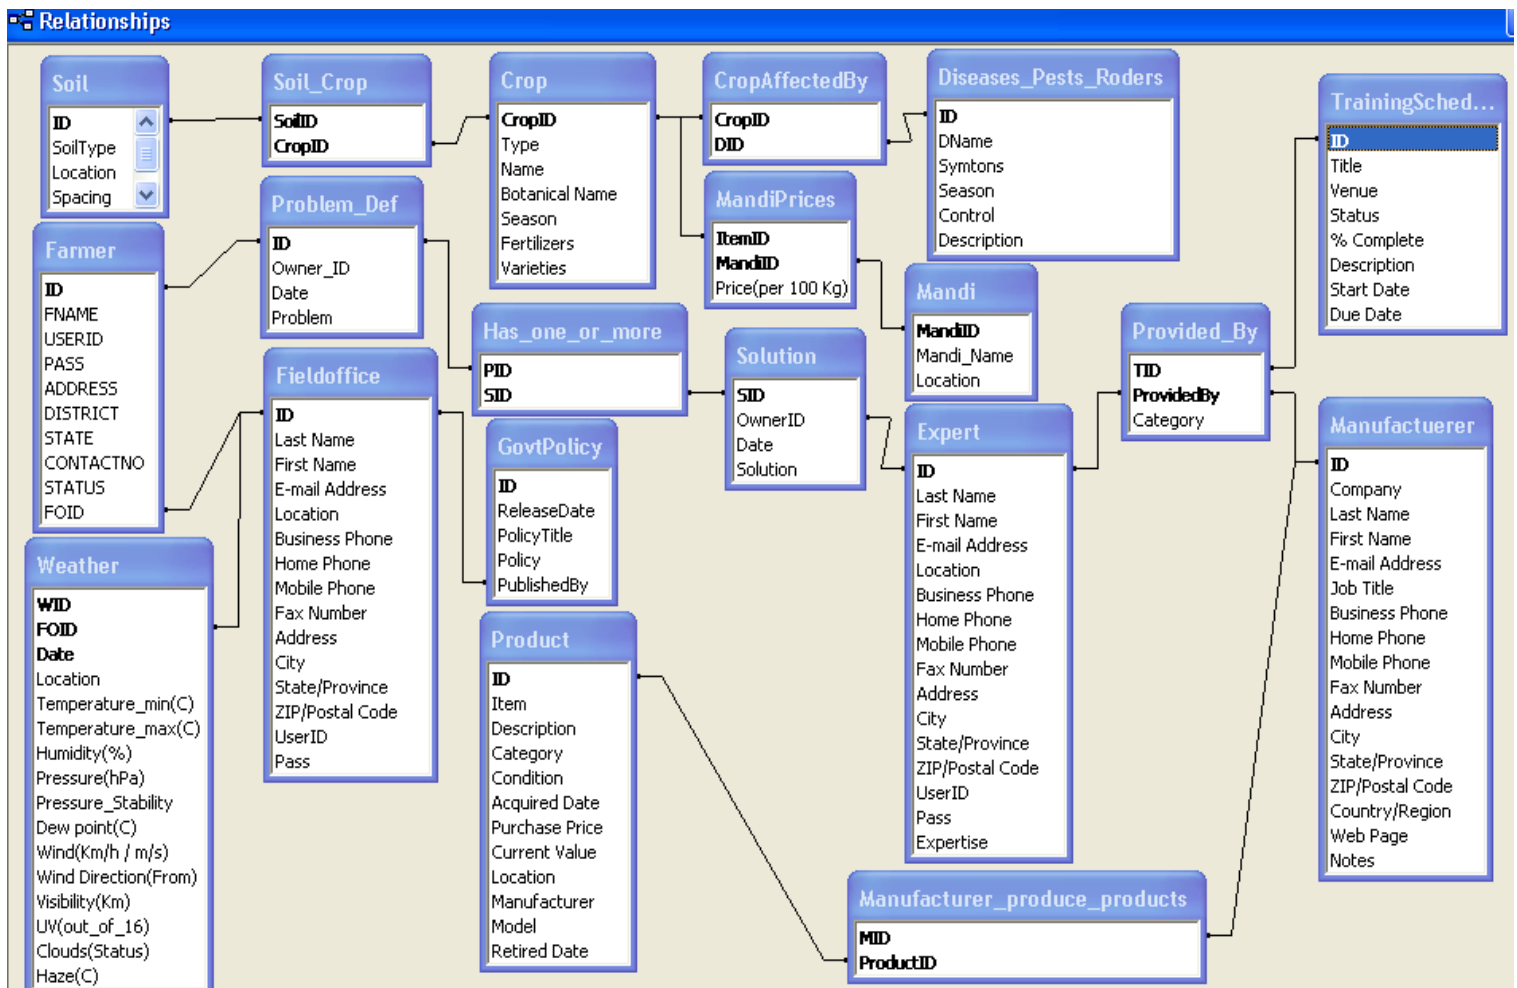 Relationships
Soil
ID
SoilType
Location
Spacing
Soil_Crop
SoilID
CropID
Crop
CropID
Type
Name
Botanical Name
Season
Fertilizers
Varieties
CropAffectedBy
CropID
DID
Diseases_Pests_Roders
ID
DName
Symtons
Season
Control
Description
TrainingSched...
ID
Title
Venue
Status
% Complete
Description
Start Date
Due Date
Farmer
ID
FNAME
USERID
PASS
ADDRESS
DISTRICT
STATE
CONTACTNO
STATUS
FOID
Problem_Def
ID
Owner_ID
Date
Problem
MandiPrices
ItemID
MandiID
Price(per 100 Kg)
Mandi
MandiID
Mandi_Name
Location
Has_one_or_more
PID
SID
Solution
SID
OwnerID
Date
Solution
Provided_By
TID
ProvidedBy
Category
Fieldoffice
ID
Last Name
First Name
E-mail Address
Location
Business Phone
Home Phone
Mobile Phone
Fax Number
Address
City
State/Province
ZIP/Postal Code
UserID
Pass
GovtPolicy
ID
ReleaseDate
PolicyTitle
Policy
PublishedBy
Expert
ID
Last Name
First Name
E-mail Address
Location
Business Phone
Home Phone
Mobile Phone
Fax Number
Address
City
State/Province
ZIP/Postal Code
UserID
Pass
Expertise
Manufactuerer
ID
Company
Last Name
First Name
E-mail Address
Job Title
Business Phone
Home Phone
Mobile Phone
Fax Number
Address
City
State/Province
ZIP/Postal Code
Country/Region
Web Page
Notes
Weather
WID
FOID
Date
Location
Temperature_min(C)
Temperature_max(C)
Humidity(%)
Pressure(hPa)
Pressure_Stability
Dew point(C)
Wind(Km/h / m/s)
Wind Direction(From)
Visibility(Km)
UV(out_of_16)
Clouds(Status)
Haze(C)
Product
ID
Item
Description
Category
Condition
Acquired Date
Purchase Price
Current Value
Location
Manufacturer
Model
Retired Date
Manufacturer_produce_products
MID
ProductID